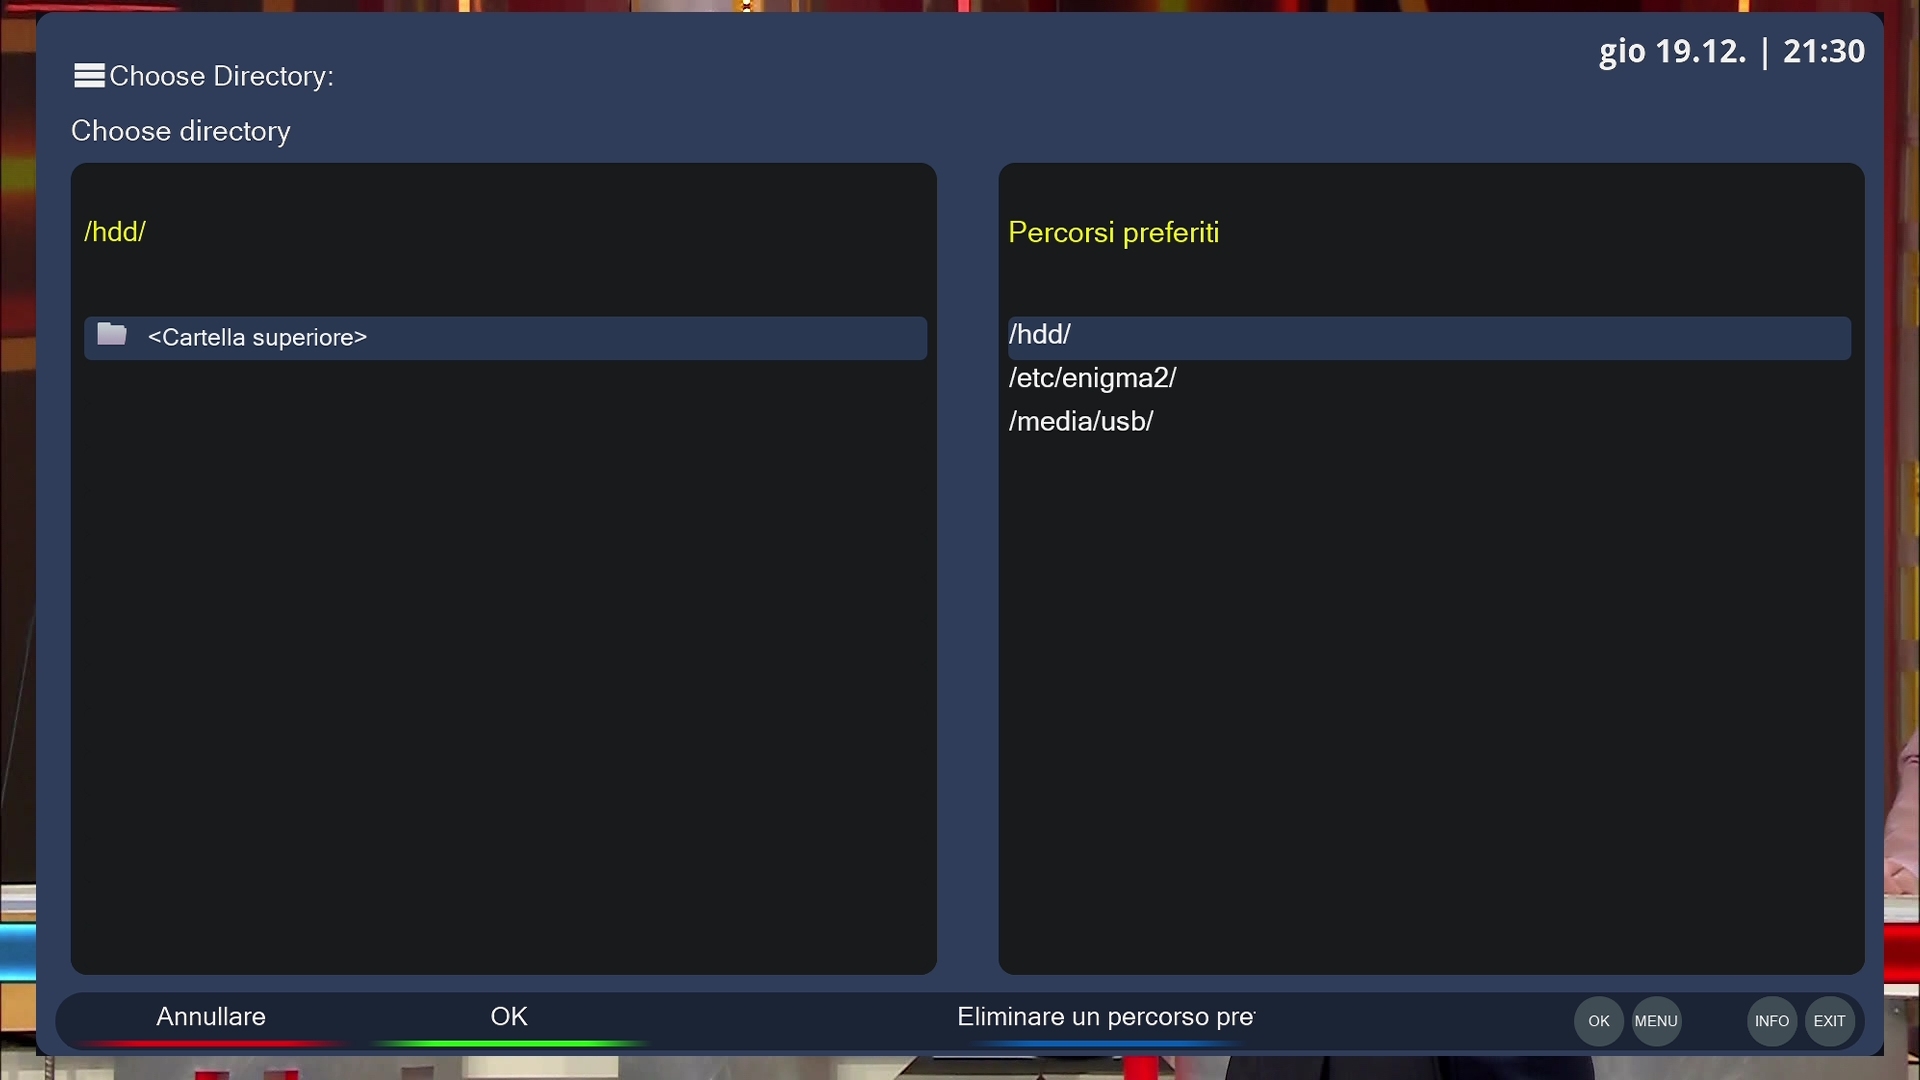 gio 19.12. | 21:30
Choose Directory:
Choose directory
/hdd/
<Cartella superiore>
Percorsi preferiti
/hdd/
/etc/enigma2/
/media/usb/
Annullare
OK
Eliminare un percorso pre
OK
MENU
INFO
EXIT